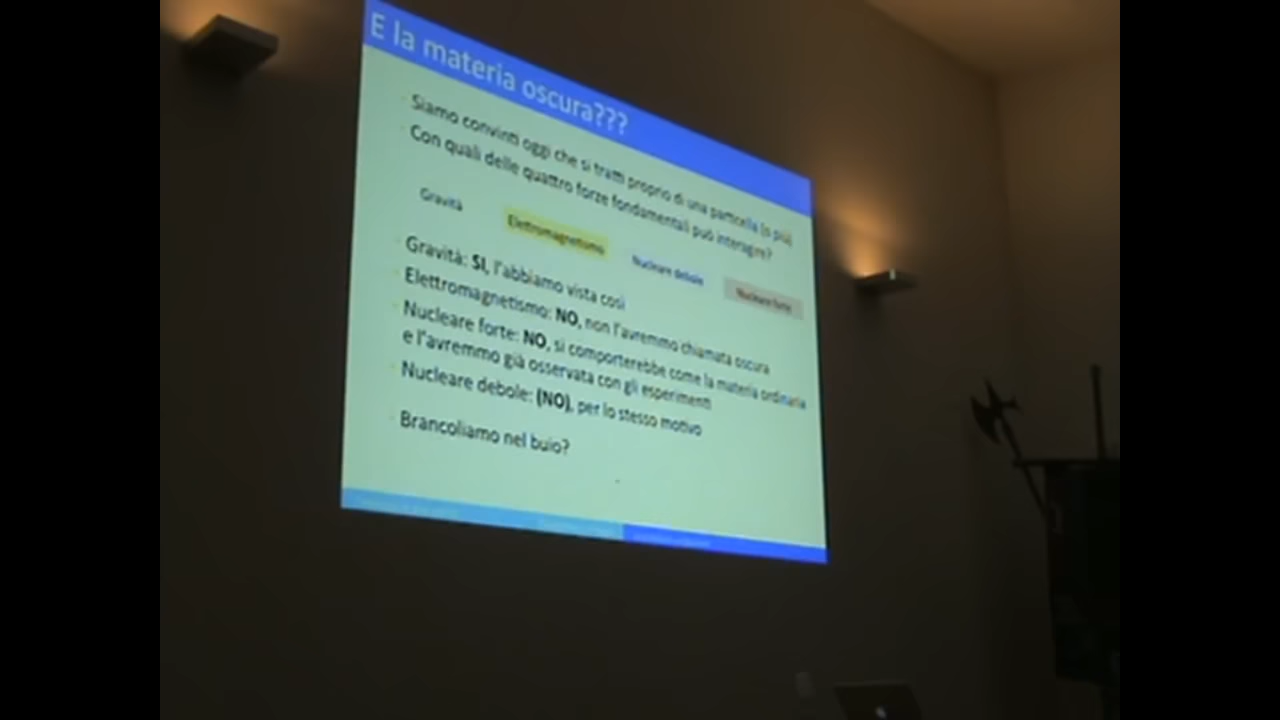 E la materia oscura???
Siamo convinti oggi che si tratti proprio di una particella (o più)
Con quali delle quattro forze fondamentali può interagire?
Gravità
Elettromagnetismo
Nucleare debole
Nucleare forte
Gravità: SI, l'abbiamo vista così
Elettromagnetismo: NO, non l'avremmo chiamata oscura
Nucleare forte: NO, si comporterebbe come la materia ordinaria
e l'avremmo già osservata con gli esperimenti
Nucleare debole: (NO), per lo stesso motivo
Brancoliamo nel buio?